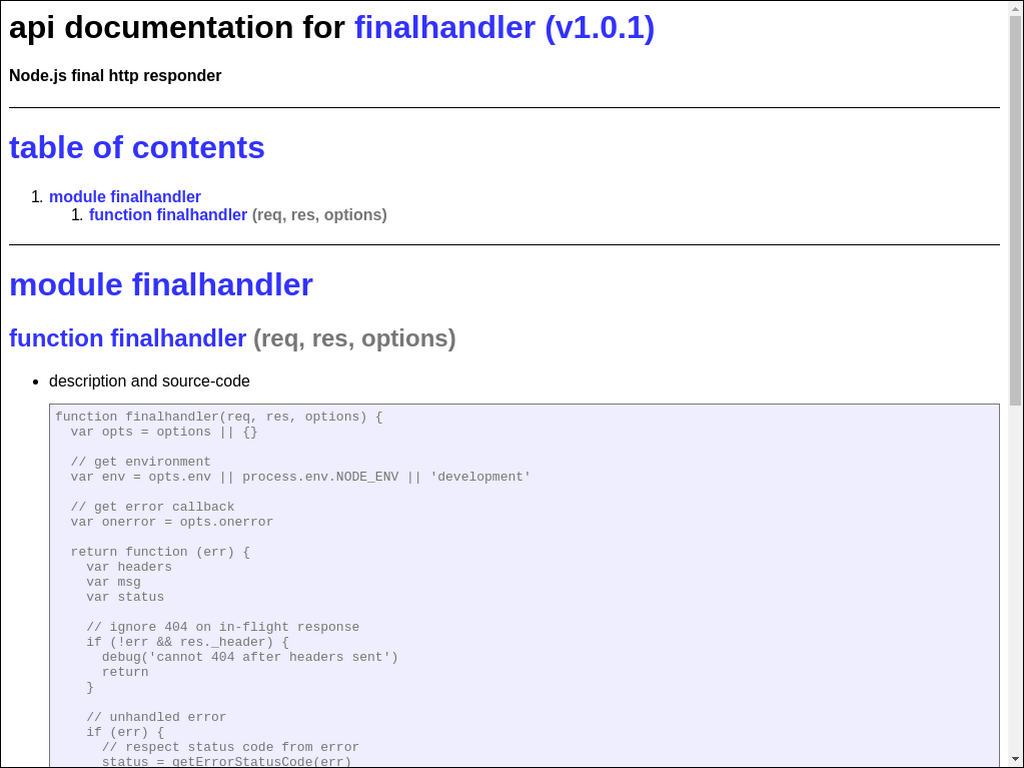 api documentation for finalhandler (v1.0.1)
Node.js final http responder
table of contents
1. module finalhandler
1. function finalhandler (req, res, options)
module finalhandler
function finalhandler (req, res, options)
• description and source-code
function finalhandler(req, res, options) {
  var opts = options || {}
  // get environment
  var env = opts.env || process.env.NODE_ENV || 'development'
  // get error callback
  var onerror = opts.onerror
  return function (err) {
    var headers
    var msg
    var status
    // ignore 404 on in-flight response
    if (!err && res._header) {
      debug('cannot 404 after headers sent')
      return
    }
    // unhandled error
    if (err) {
      // respect status code from error
      status = getErrorStatusCode(err)